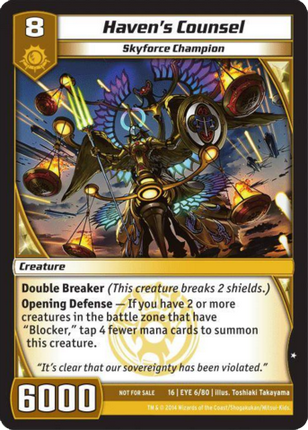 8
Haven's Counsel
Skyforce Champion
Creature
Double Breaker (This creature breaks 2 shields.)
Opening Defense — If you have 2 or more
creatures in the battle zone that have
"Blocker," tap 4 fewer mana cards to summon
this creature.
"It's clear that our sovereignty has been violated."
6000
NOT FOR SALE 16 | EYE 6/80 | illus. Toshiaki Takayama
TM & © 2014 Wizards of the Coast/Shogakukan/Mitsui-Kids.